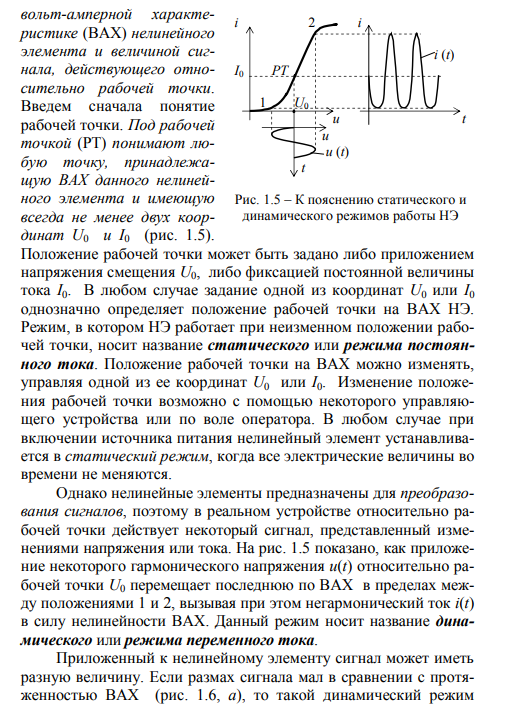 вольт-амперной характе-
ристике (ВАХ) нелинейного
элемента и величиной сиг-
нала, действующего отно-
сительно рабочей точки.
Введем сначала понятие
рабочей точки. Под рабочей
точкой (РТ) понимают лю-
бую точку, принадлежа-
щую ВАХ данного нелиней-
ного элемента и имеющую
всегда не менее двух коор-
динат U0 и I0 (рис. 1.5).
i
2
i
i (t)
I0
РТ
1
U0
u
t
u
u (t)
t
Рис. 1.5 – К пояснению статического и
динамического режимов работы НЭ
Положение рабочей точки может быть задано либо приложением
напряжения смещения U0, либо фиксацией постоянной величины
тока I0. В любом случае задание одной из координат U0 или I0
однозначно определяет положение рабочей точки на ВАХ НЭ.
Режим, в котором НЭ работает при неизменном положении рабо-
чей точки, носит название статического или режима постоян-
ного тока. Положение рабочей точки на ВАХ можно изменять,
управляя одной из ее координат U0 или I0. Изменение положе-
ния рабочей точки возможно с помощью некоторого управляю-
щего устройства или по воле оператора. В любом случае при
включении источника питания нелинейный элемент устанавлива-
ется в статический режим, когда все электрические величины во
времени не меняются.
Однако нелинейные элементы предназначены для преобразо-
вания сигналов, поэтому в реальном устройстве относительно ра-
бочей точки действует некоторый сигнал, представленный изме-
нениями напряжения или тока. На рис. 1.5 показано, как приложе-
ние некоторого гармонического напряжения u(t) относительно ра-
бочей точки U0 перемещает последнюю по ВАХ в пределах меж-
ду положениями 1 и 2, вызывая при этом негармонический ток i(t)
в силу нелинейности ВАХ. Данный режим носит название дина-
мического или режима переменного тока.
Приложенный к нелинейному элементу сигнал может иметь
разную величину. Если размах сигнала мал в сравнении с протя-
женностью ВАХ (рис. 1.6, а), то такой динамический режим